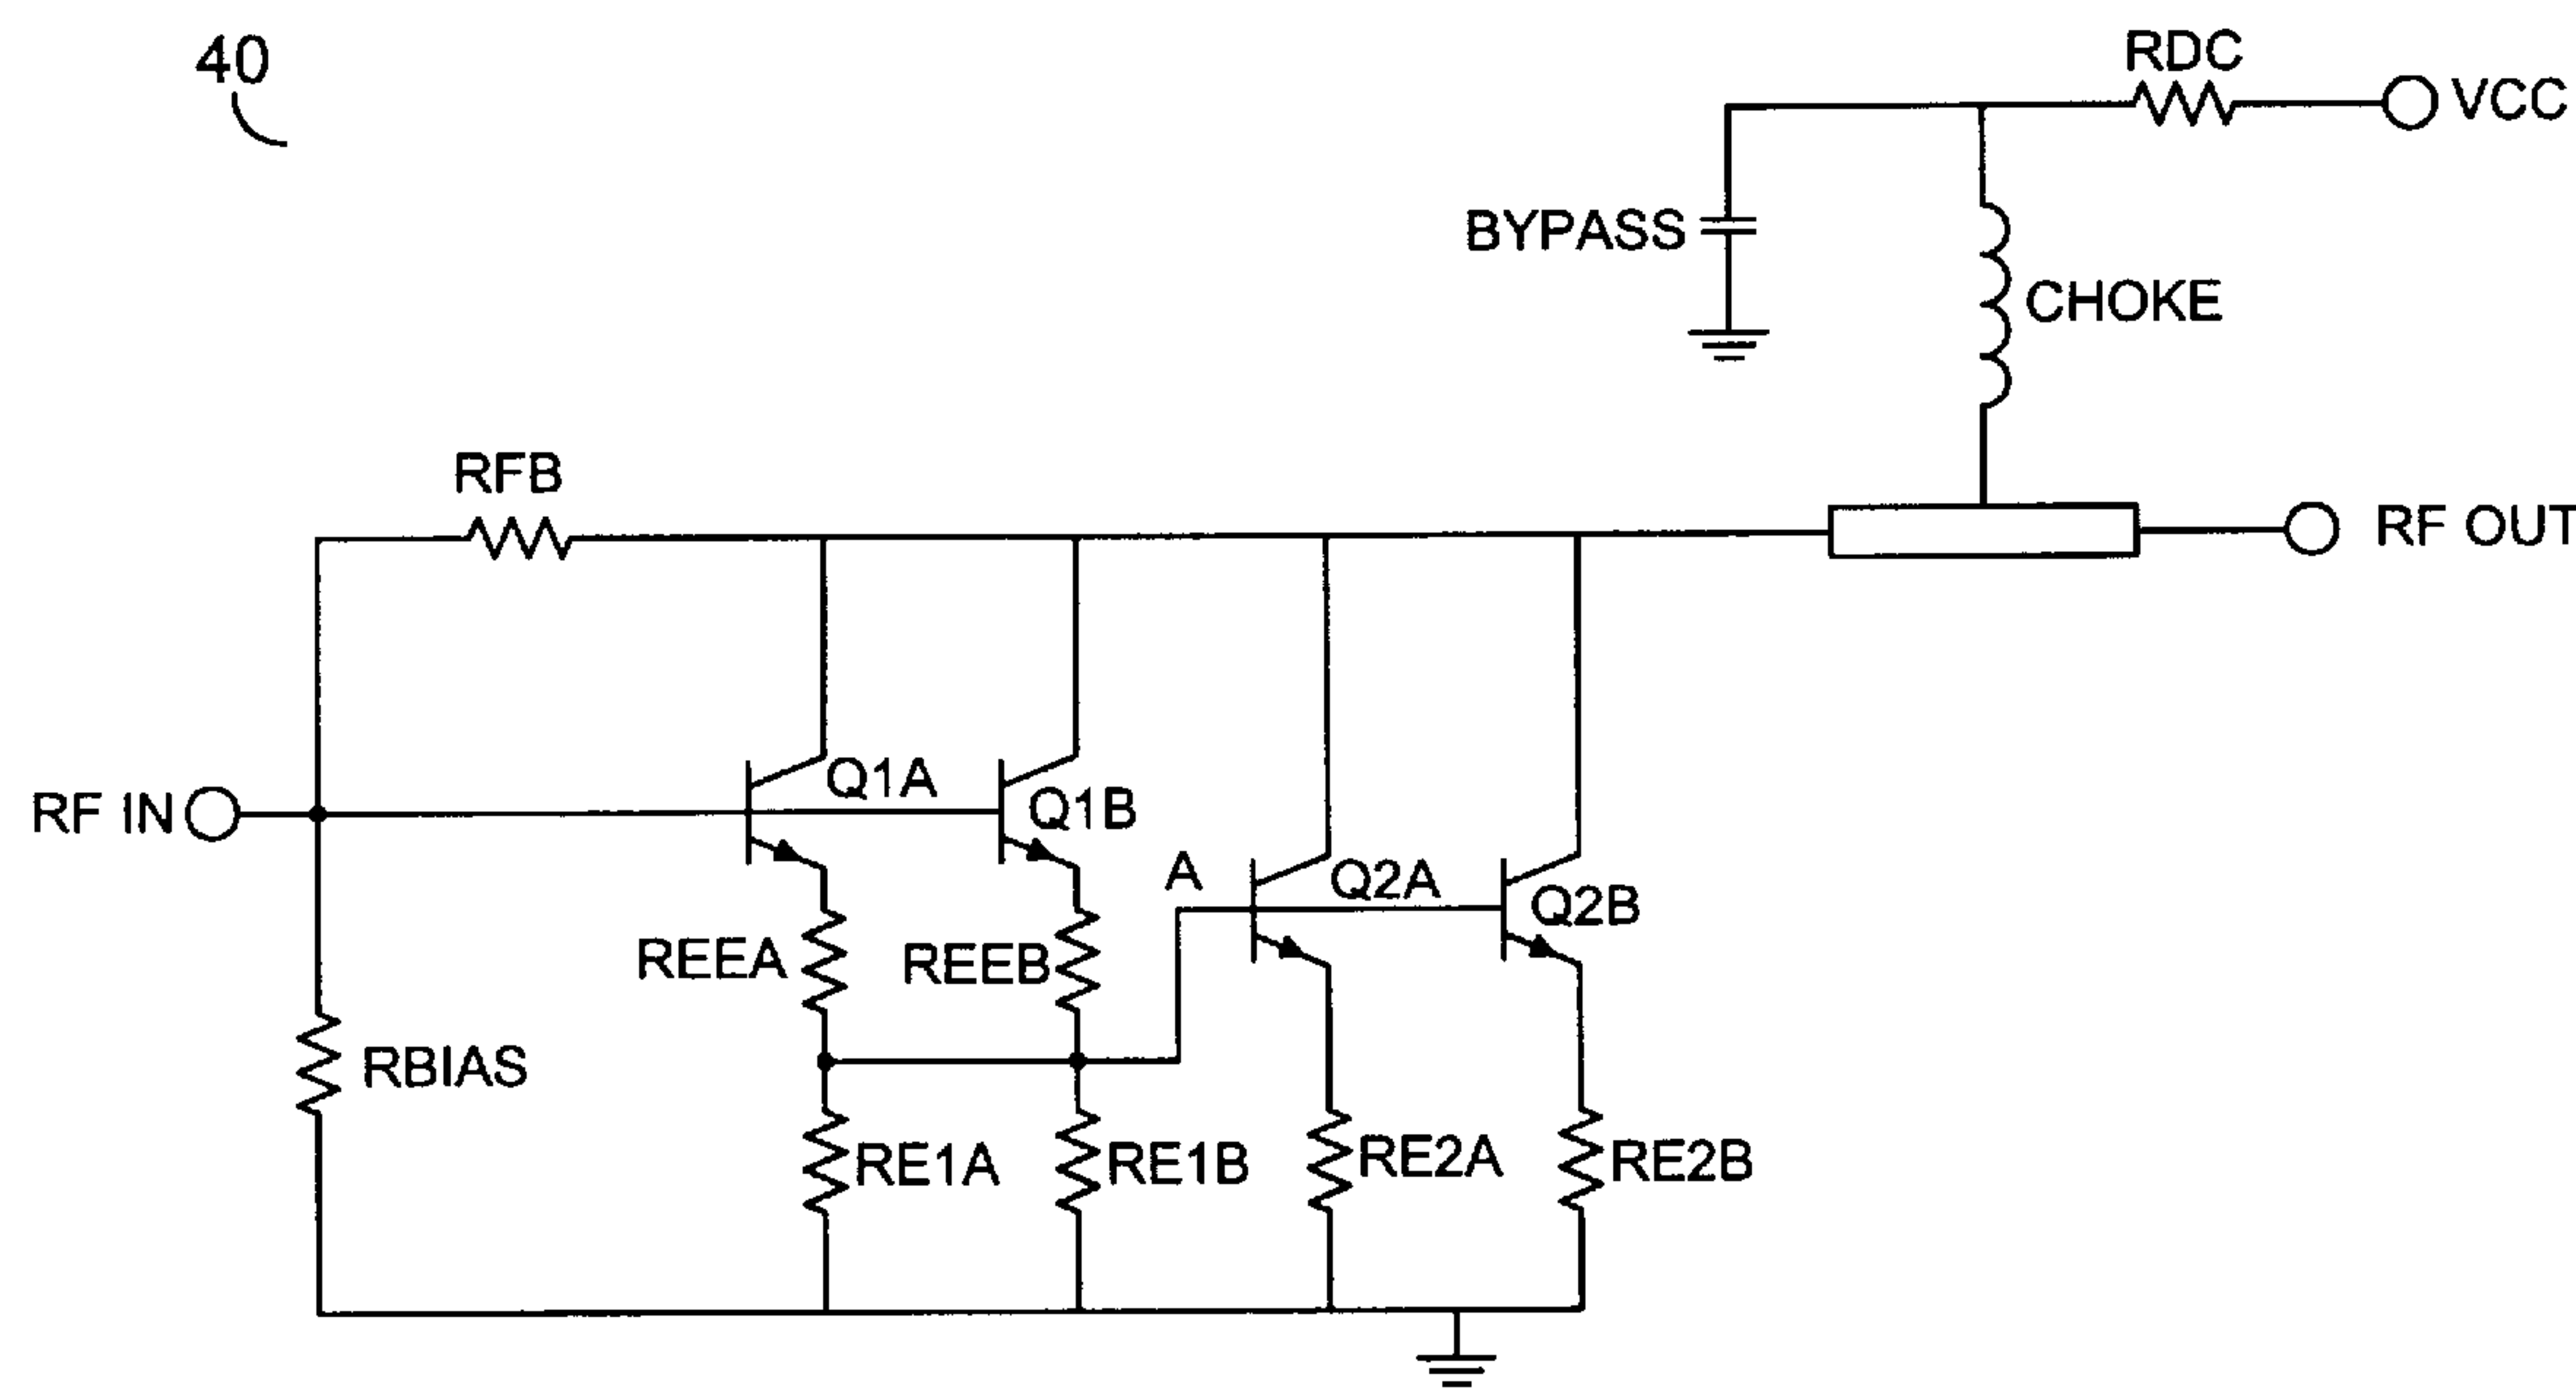 40
RDC
VCC
BYPASS
CHOKE
RFB
RF OUT
RF IN
Q1A
Q1B
A
Q2A
Q2B
REEA
REEB
RBIAS
RE1A
RE1B
RE2A
RE2B